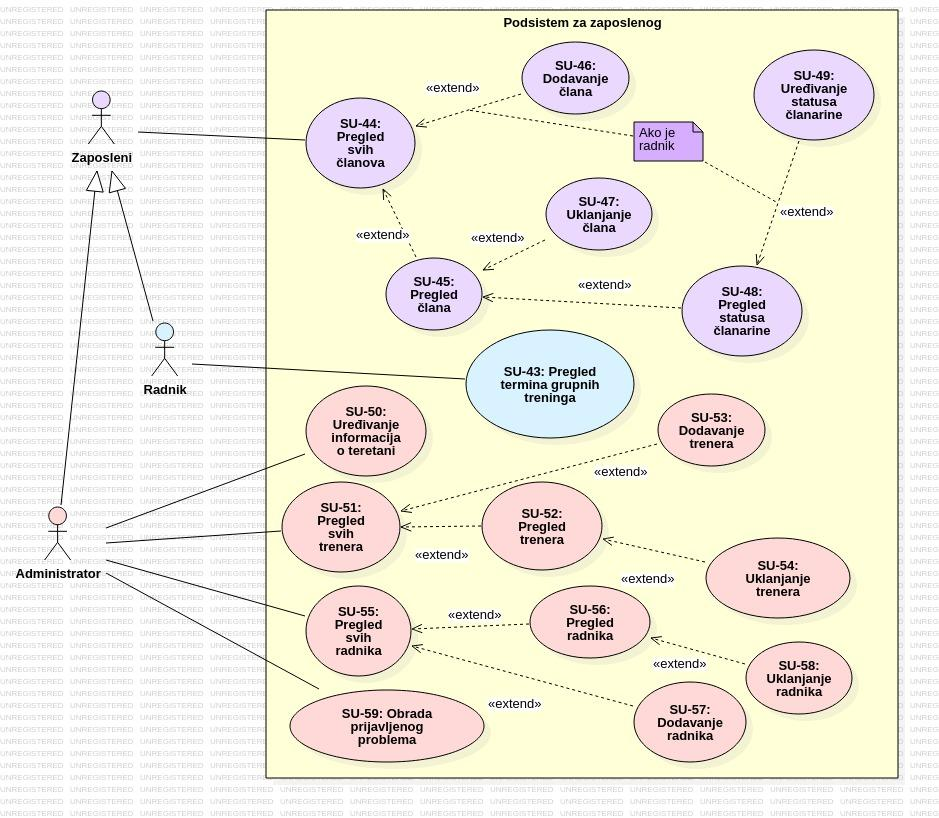 Podsistem za zaposlenog
SU-46:
Dodavanje
člana
SU-49:
Uređivanje
statusa
članarine
«extend»
SU-44:
Pregled
svih
članova
Ako je
radnik
Zaposleni
SU-47:
Uklanjanje
člana
«extend»
«extend»
«extend»
SU-45:
Pregled
člana
«extend»
SU-48:
Pregled
statusa
članarine
Radnik
SU-43: Pregled
termina grupnih
treninga
SU-50:
Uređivanje
informacija
o teretani
SU-53:
Dodavanje
trenera
«extend»
SU-51:
Pregled
svih
trenera
SU-52:
Pregled
trenera
«extend»
Administrator
SU-54:
Uklanjanje
trenera
«extend»
SU-55:
Pregled
svih
radnika
«extend»
SU-56:
Pregled
radnika
«extend»
SU-58:
Uklanjanje
radnika
«extend»
SU-57:
Dodavanje
radnika
SU-59: Obrada
prijavljenog
problema
UNREGISTERED